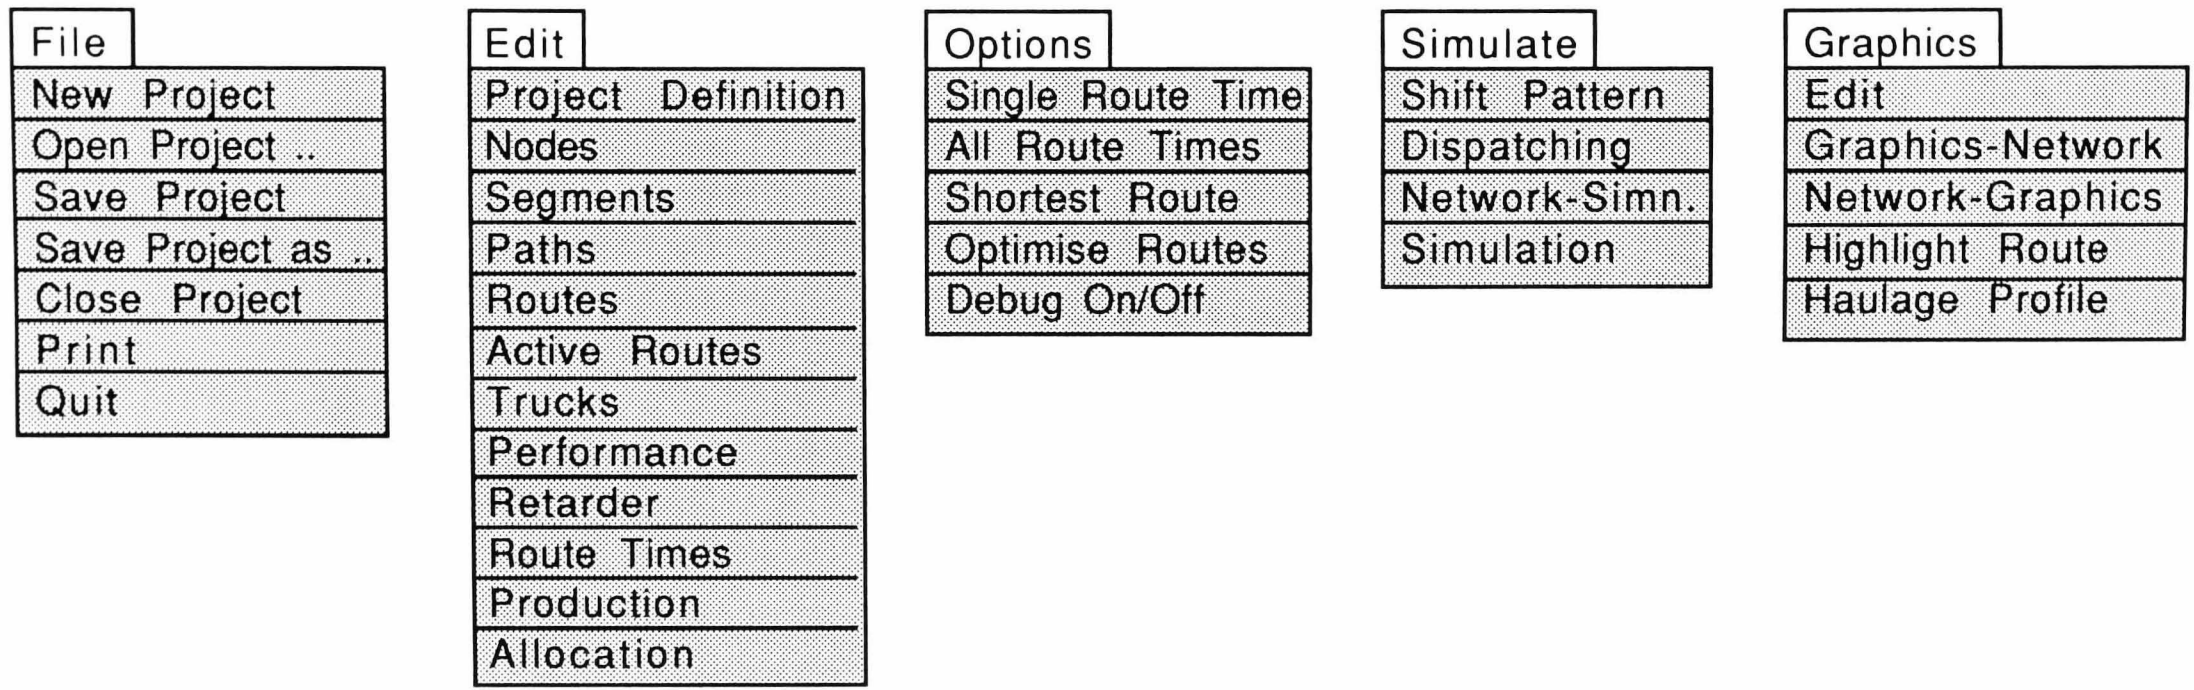 File
New Project
Open Project ..
Save Project
Save Project as ..
Close Project
Print
Quit
Edit
Project Definition
Nodes
Segments
Paths
Routes
Active Routes
Trucks
Performance
Retarder
Route Times
Production
Allocation
Options
Single Route Time
All Route Times
Shortest Route
Optimise Routes
Debug On/Off
Simulate
Shift Pattern
Dispatching
Network-Simn.
Simulation
Graphics
Edit
Graphics-Network
Network-Graphics
Highlight Route
Haulage Profile